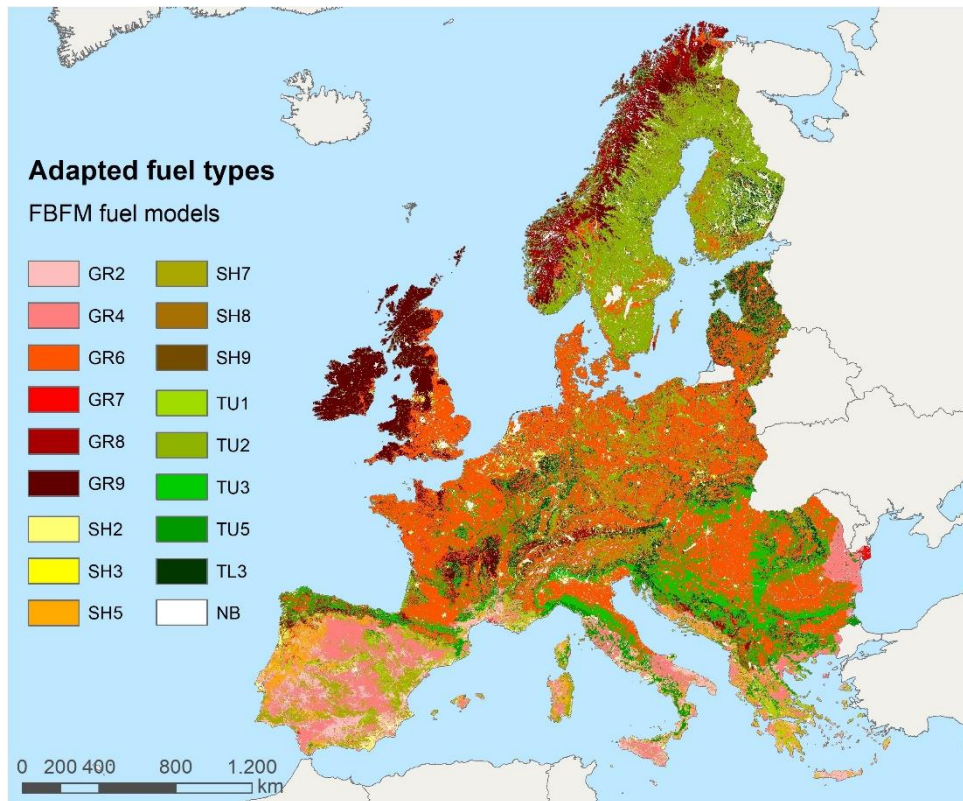 Adapted fuel types
FBFM fuel models
GR2
GR4
GR6
GR7
GR8
GR9
SH2
SH3
SH5
SH7
SH8
SH9
TU1
TU2
TU3
TU5
TL3
NB
0 200 400 800 1.200
km